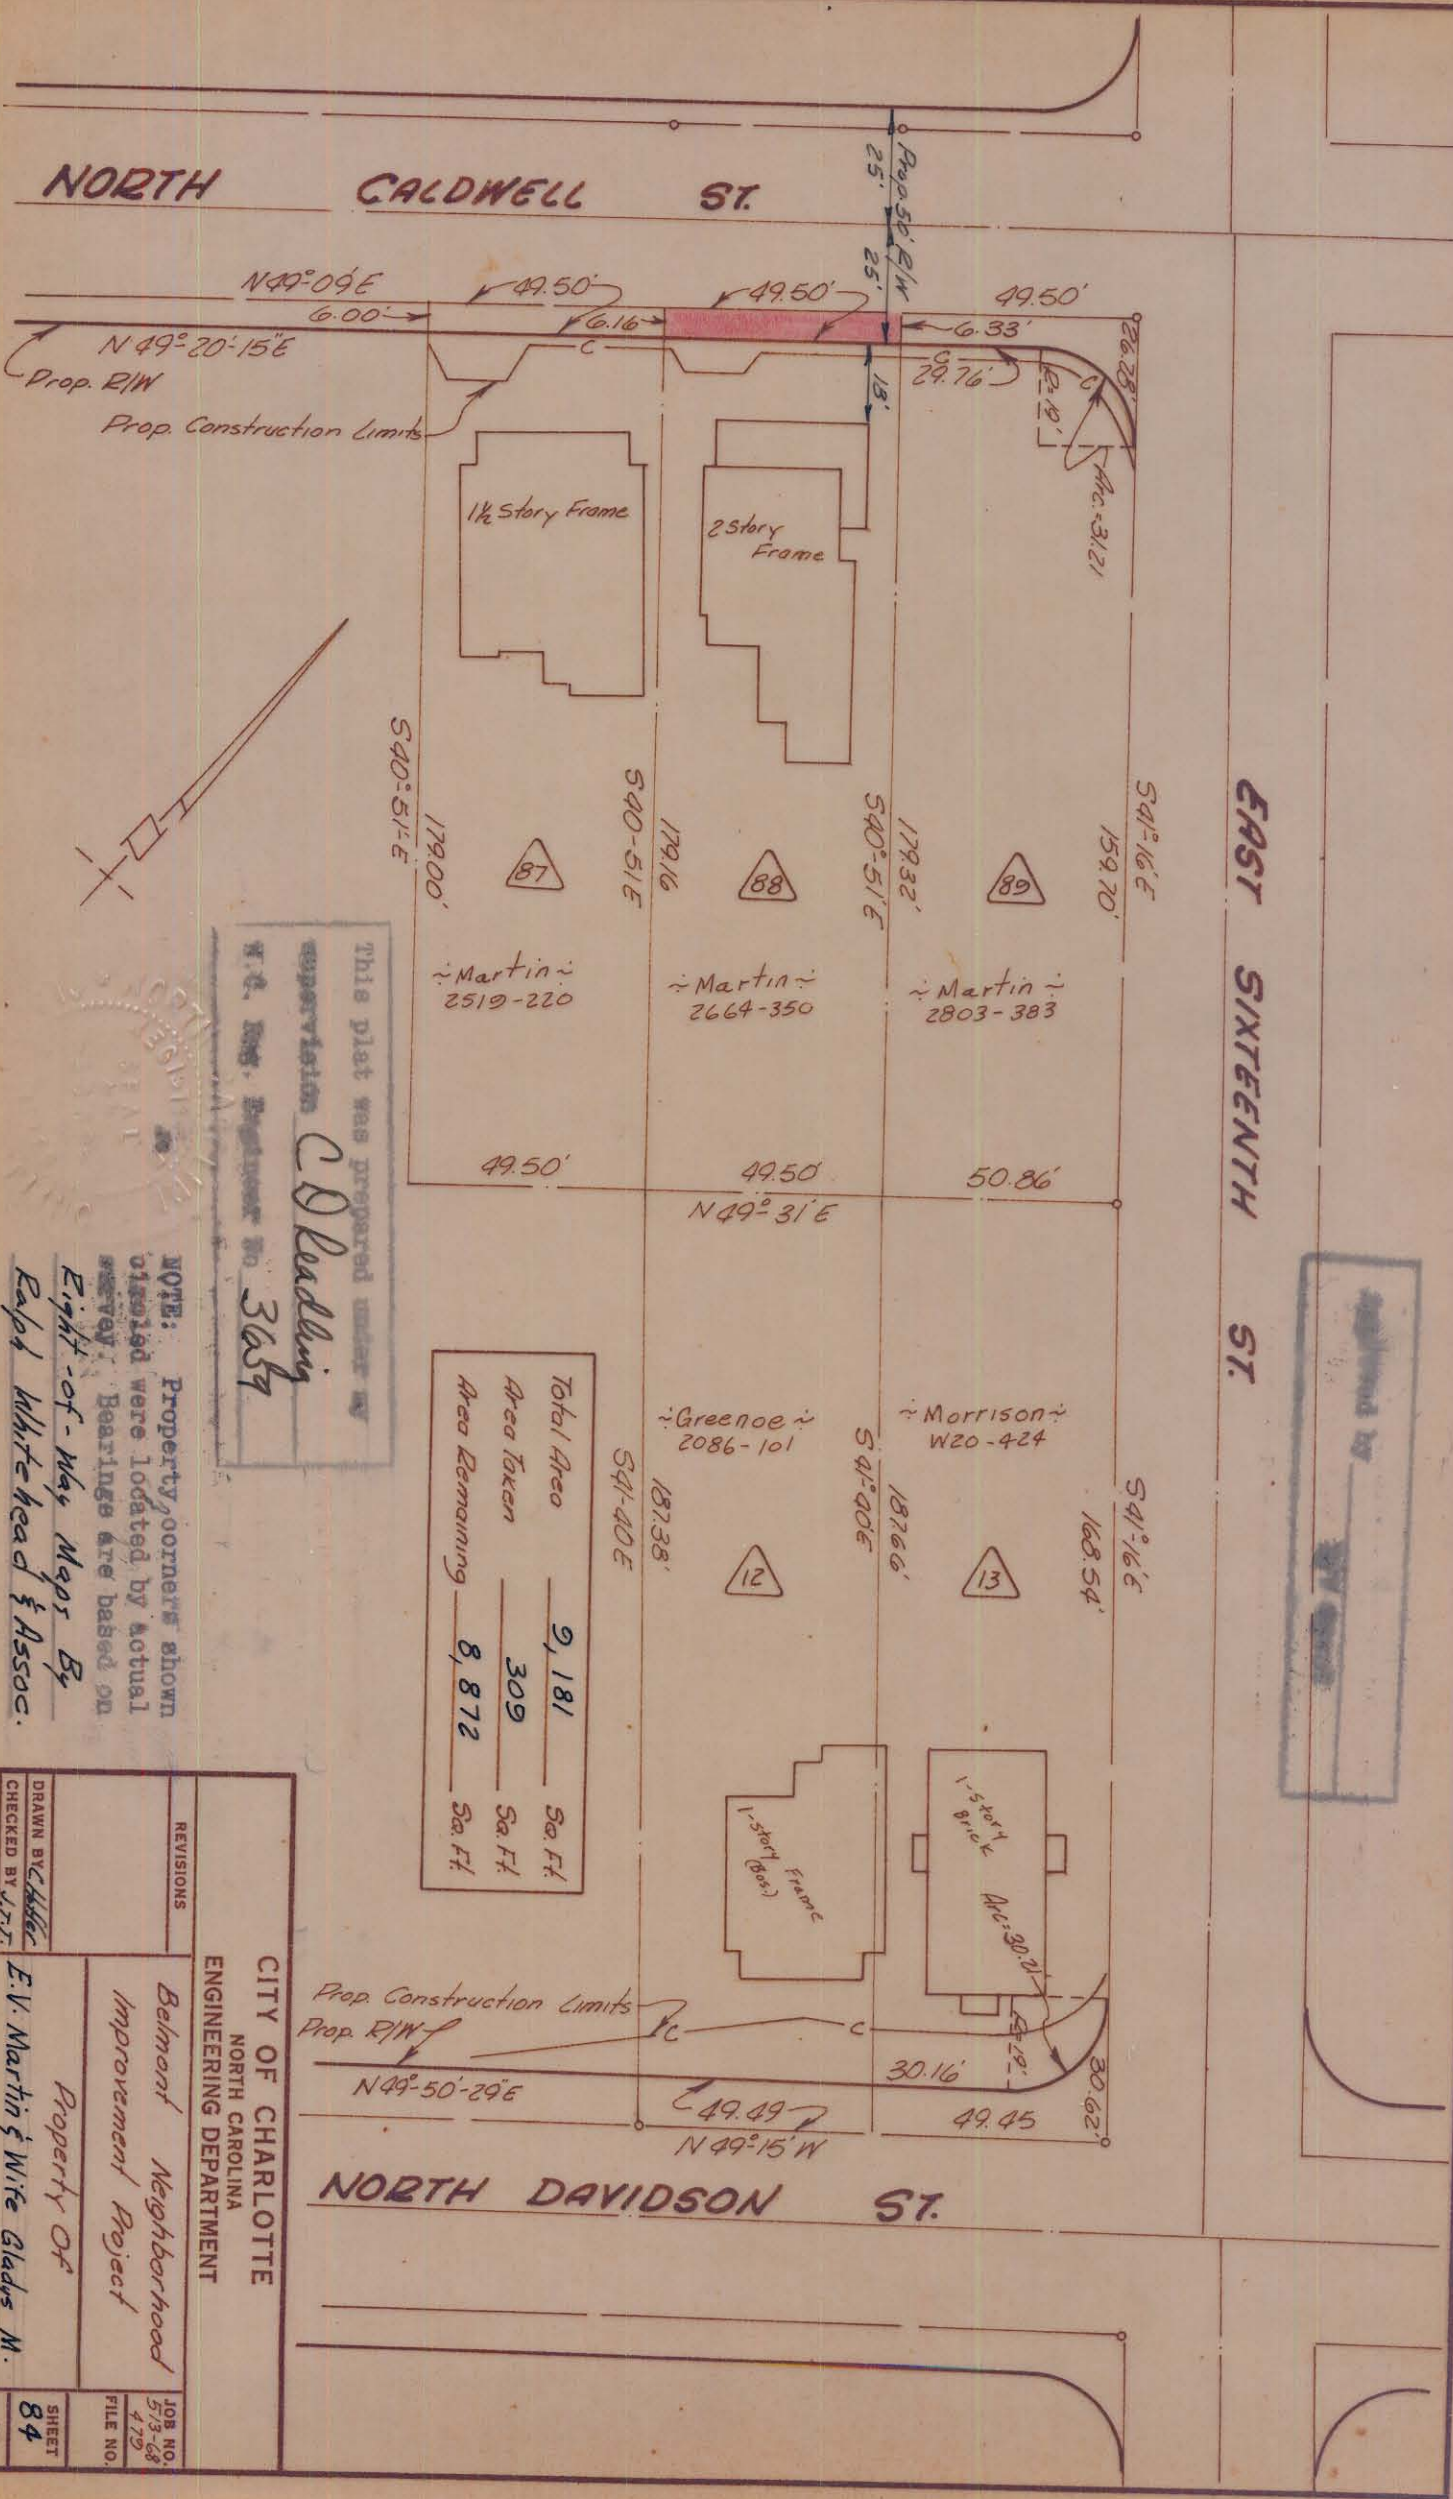 NORTH CALDWELL ST.
Prop. 50' R/W
25' 25'
N49°-09'E
6.00'
49.50'
6.16
49.50'
49.50'
6.33'
26.28'
N 49°-20'-15"E
Prop. R/W
Prop. Construction Limits
C
C
29.76'
C
R=19'
Arc.=31.21
18'
1½ Story Frame
2 Story
Frame
S40°-51'-E
179.00'
S40-51E
179.16
S40°-51'E
179.32'
S41°-16'E
159.70'
EAST SIXTEENTH ST.
87
88
89
~Martin~
2519-220
~Martin~
2664-350
~Martin~
2803-383
49.50'
49.50
50.86'
N49°-31'E
This plat was prepared under my
supervision C D Readling
N.C. Reg. Engineer No 3659
SEAL
NOTE: Property corners shown
circled were located by actual
survey. Bearings are based on
Right-of-Way Maps By
Ralph Whitehead & Assoc.
Total Area 9,181 Sq. Ft.
Area Taken 309 Sq. Ft.
Area Remaining 8,872 Sq. Ft.
~Greenoe~
2086-101
~Morrison~
W20-424
S41-40E
187.38'
S41°-40'E
187.66'
S41°-16'E
168.54'
12
13
1-Story Frame
(Bas.)
1-Story
Brick
Arc=30.21'
R=19'
Prop. Construction Limits
Prop. R/W
C
C
30.16'
30.62'
N49°-50'-29"E
49.49
49.45
N49°-15'W
NORTH DAVIDSON ST.
CITY OF CHARLOTTE
NORTH CAROLINA
ENGINEERING DEPARTMENT
REVISIONS
Belmont Neighborhood
Improvement Project
JOB NO.
513-68
479
FILE NO.
Property Of
E.V. Martin & Wife Gladys M.
DRAWN BY
CHECKED BY J.T.T.
SHEET
84